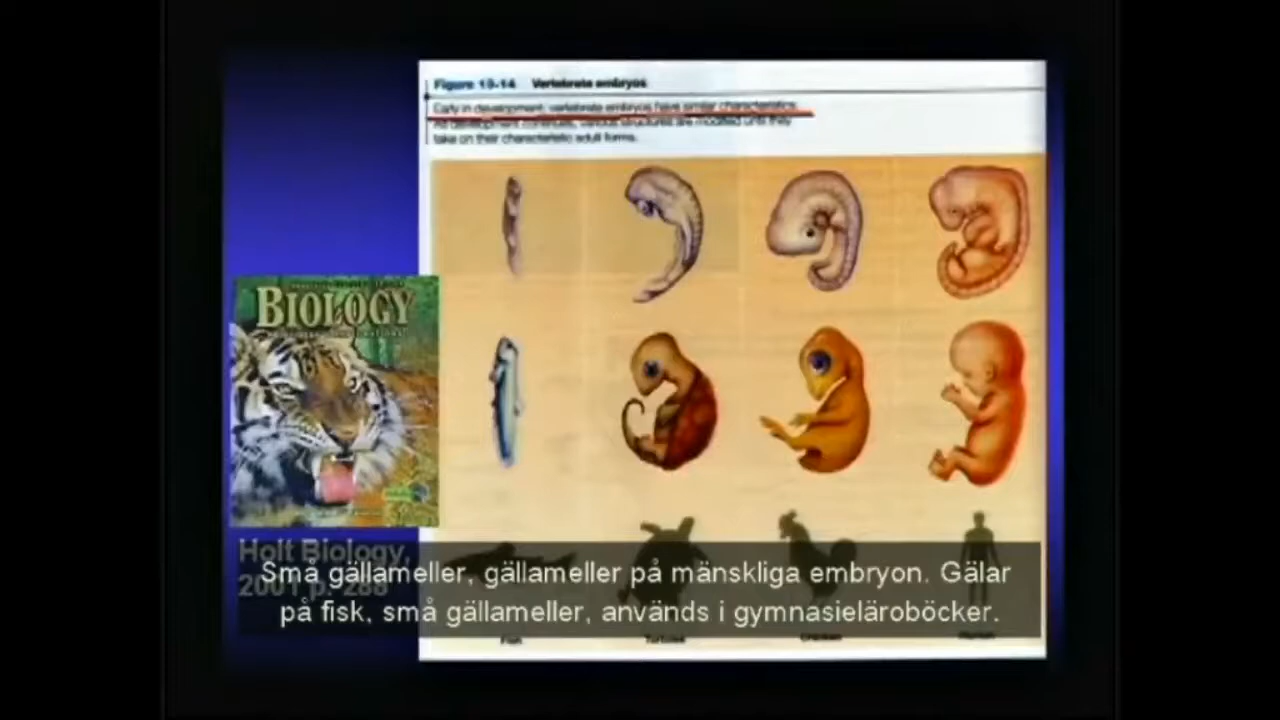 Figure 13-14 Vertebrate embryos
Early in development, vertebrate embryos have similar characteristics.
As development continues, various structures are modified until they
take on their characteristic adult forms.
BIOLOGY
Holt Biology,
2001 p. 288
Små gällameller, gällameller på mänskliga embryon. Gälar
på fisk, små gällameller, används i gymnasieläroböcker.
Fish
Chicken
Human